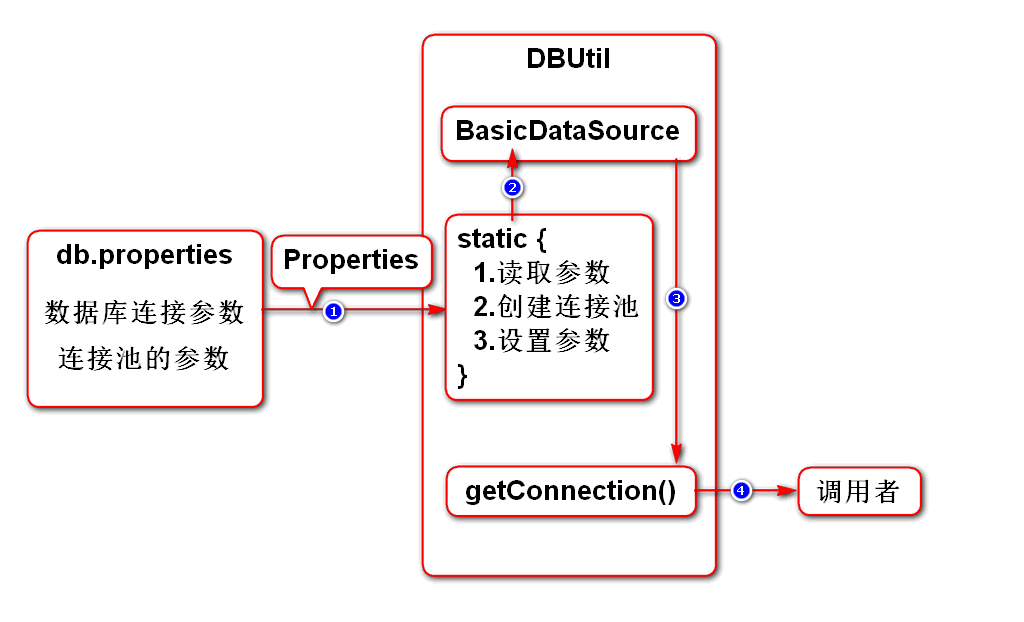 DBUtil
BasicDataSource
2
db.properties
数据库连接参数
连接池的参数
Properties
1
static {
1.读取参数
2.创建连接池
3.设置参数
}
3
getConnection()
4
调用者